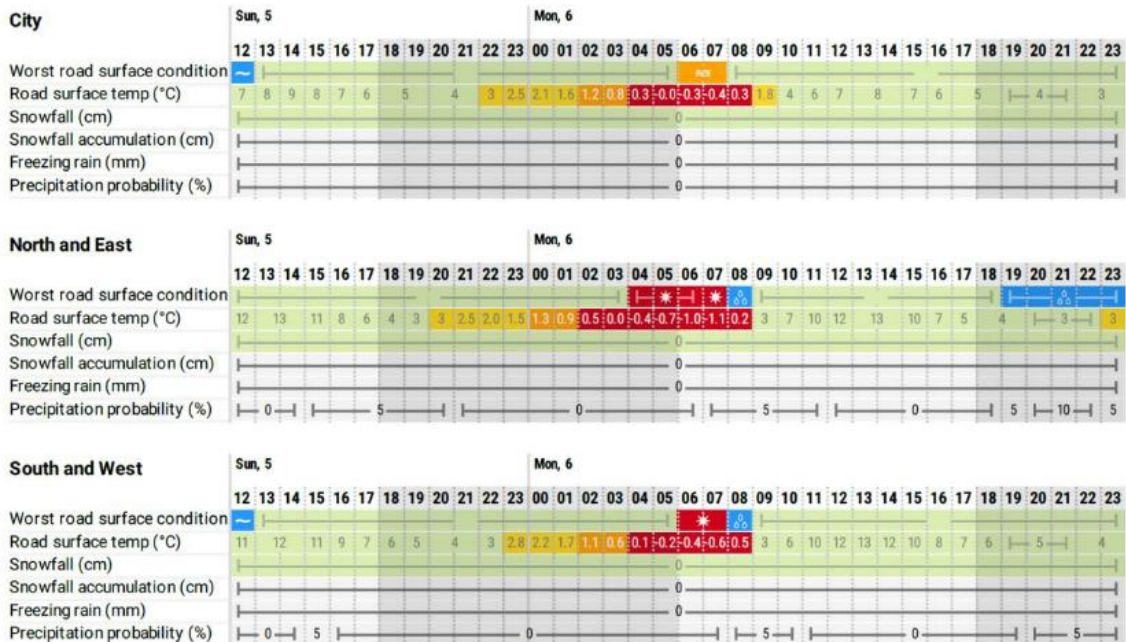 City
Sun, 5 Mon, 6
12 13 14 15 16 17 18 19 20 21 22 23 00 01 02 03 04 05 06 07 08 09 10 11 12 13 14 15 16 17 18 19 20 21 22 23
Worst road surface condition
Road surface temp (°C) 7 8 9 8 7 6 5 4 3 2.5 2.1 1.6 1.2 0.8 0.3 -0.0 -0.3 -0.4 0.3 1.8 4 6 7 8 7 6 5 4 3
Snowfall (cm) 0
Snowfall accumulation (cm) 0
Freezing rain (mm) 0
Precipitation probability (%) 0
North and East
Sun, 5 Mon, 6
12 13 14 15 16 17 18 19 20 21 22 23 00 01 02 03 04 05 06 07 08 09 10 11 12 13 14 15 16 17 18 19 20 21 22 23
Worst road surface condition
Road surface temp (°C) 12 13 11 8 6 4 3 3 2.5 2.0 1.5 1.3 0.9 0.5 0.0 -0.4 -0.7 -1.0 -1.1 0.2 3 7 10 12 13 10 7 5 4 3 3
Snowfall (cm) 0
Snowfall accumulation (cm) 0
Freezing rain (mm) 0
Precipitation probability (%) 0 5 0 5 0 5 10 5
South and West
Sun, 5 Mon, 6
12 13 14 15 16 17 18 19 20 21 22 23 00 01 02 03 04 05 06 07 08 09 10 11 12 13 14 15 16 17 18 19 20 21 22 23
Worst road surface condition
Road surface temp (°C) 11 12 11 9 7 6 5 4 3 2.8 2.2 1.7 1.1 0.6 0.1 -0.2 -0.4 -0.6 0.5 3 6 10 12 13 12 10 8 7 6 5 4
Snowfall (cm) 0
Snowfall accumulation (cm) 0
Freezing rain (mm) 0
Precipitation probability (%) 0 5 0 5 0 5